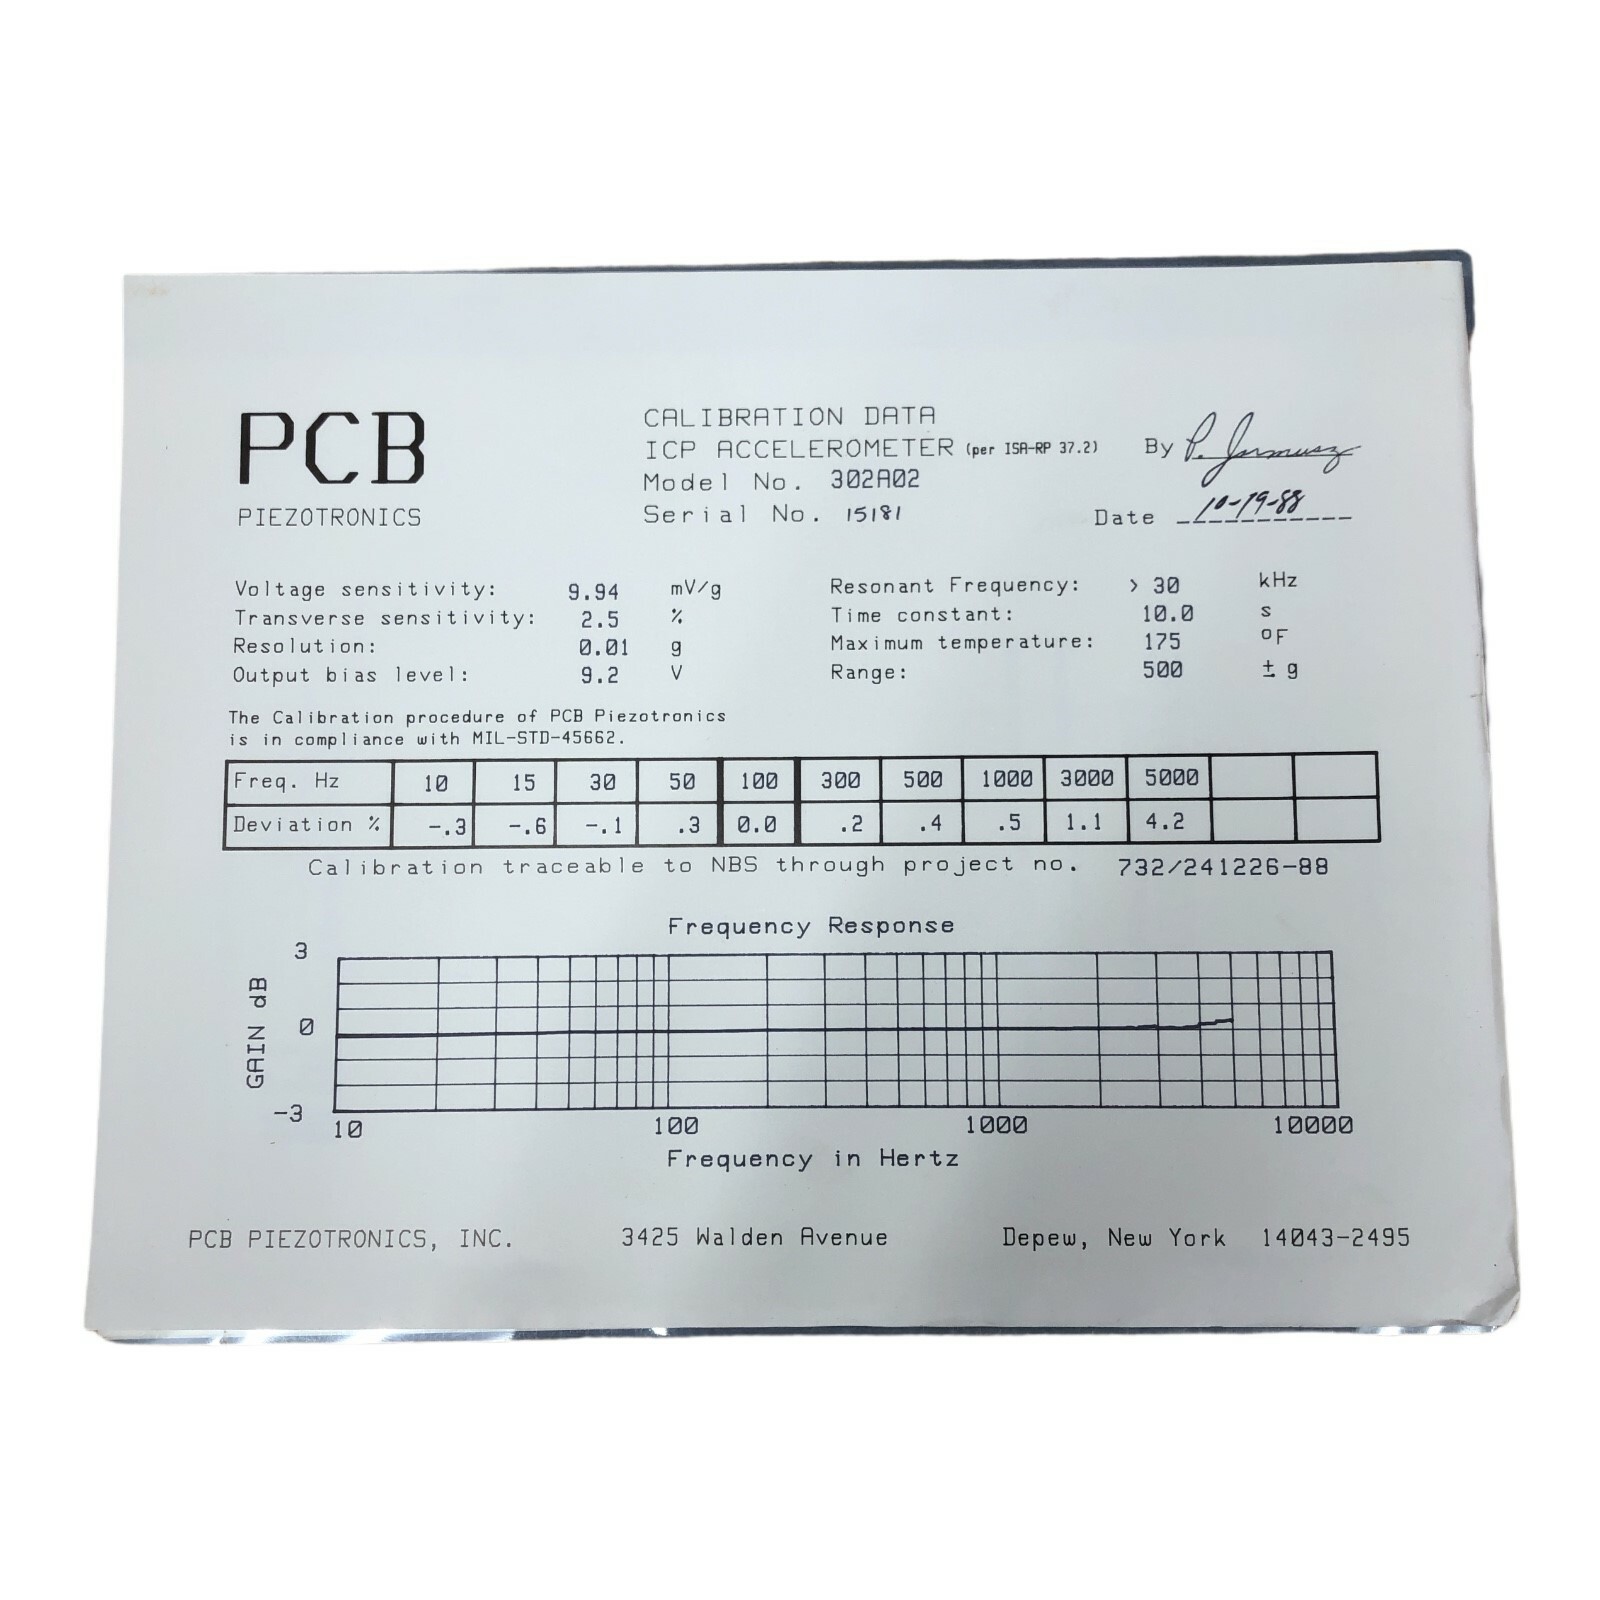 PCB
PIEZOTRONICS
CALIBRATION DATA
ICP ACCELEROMETER (per ISA-RP 37.2)
Model No. 302A02
Serial No. 15181
By P.
Date 10-19-88
Voltage sensitivity: 9.94 mV/g
Transverse sensitivity: 2.5 %
Resolution: 0.01 g
Output bias level: 9.2 V
Resonant Frequency: > 30 kHz
Time constant: 10.0 s
Maximum temperature: 175 °F
Range: 500 ± g
The Calibration procedure of PCB Piezotronics
is in compliance with MIL-STD-45662.
Freq. Hz 10 15 30 50 100 300 500 1000 3000 5000
Deviation % -.3 -.6 -.1 .3 0.0 .2 .4 .5 1.1 4.2
Calibration traceable to NBS through project no. 732/241226-88
Frequency Response
3
GAIN dB
0
-3
10 100 1000 10000
Frequency in Hertz
PCB PIEZOTRONICS, INC. 3425 Walden Avenue Depew, New York 14043-2495